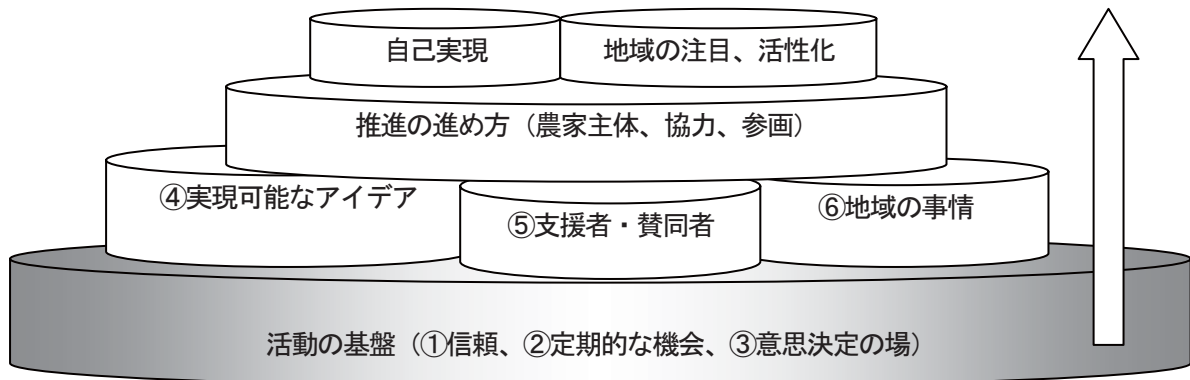 自己実現
地域の注目、活性化
推進の進め方（農家主体、協力、参画）
④実現可能なアイデア
⑤支援者・賛同者
⑥地域の事情
活動の基盤（①信頼、②定期的な機会、③意思決定の場）